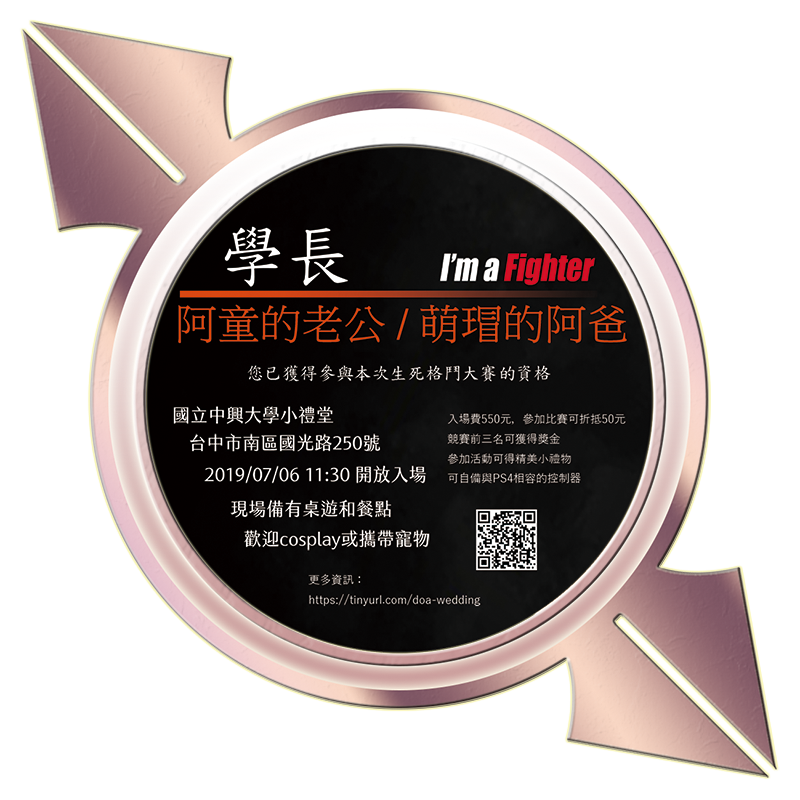 學長
I'm a Fighter
阿童的老公 / 萌瑁的阿爸
您已獲得參與本次生死格鬥大賽的資格
國立中興大學小禮堂
台中市南區國光路250號
2019/07/06 11:30 開放入場
現場備有桌遊和餐點
歡迎cosplay或攜帶寵物
入場費550元，參加比賽可折抵50元
競賽前三名可獲得獎金
參加活動可得精美小禮物
可自備與PS4相容的控制器
更多資訊：
https://tinyurl.com/doa-wedding